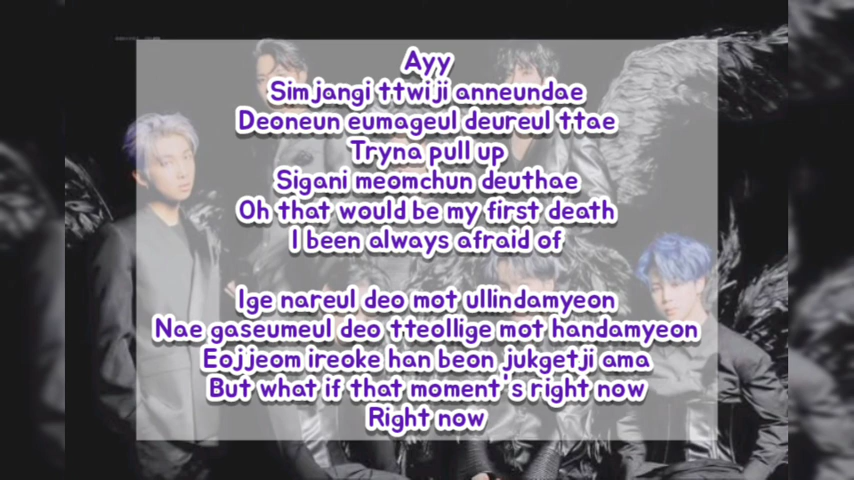 Ayy
Simjangi ttwiji anneundae
Deoneun eumageul deureul ttae
Tryna pull up
Sigani meomchun deuthae
Oh that would be my first death
I been always afraid of
Ige nareul deo mot ullindamyeon
Nae gaseumeul deo tteollige mot handamyeon
Eojjeom ireoke han beon jukgetji ama
But what if that moment's right now
Right now